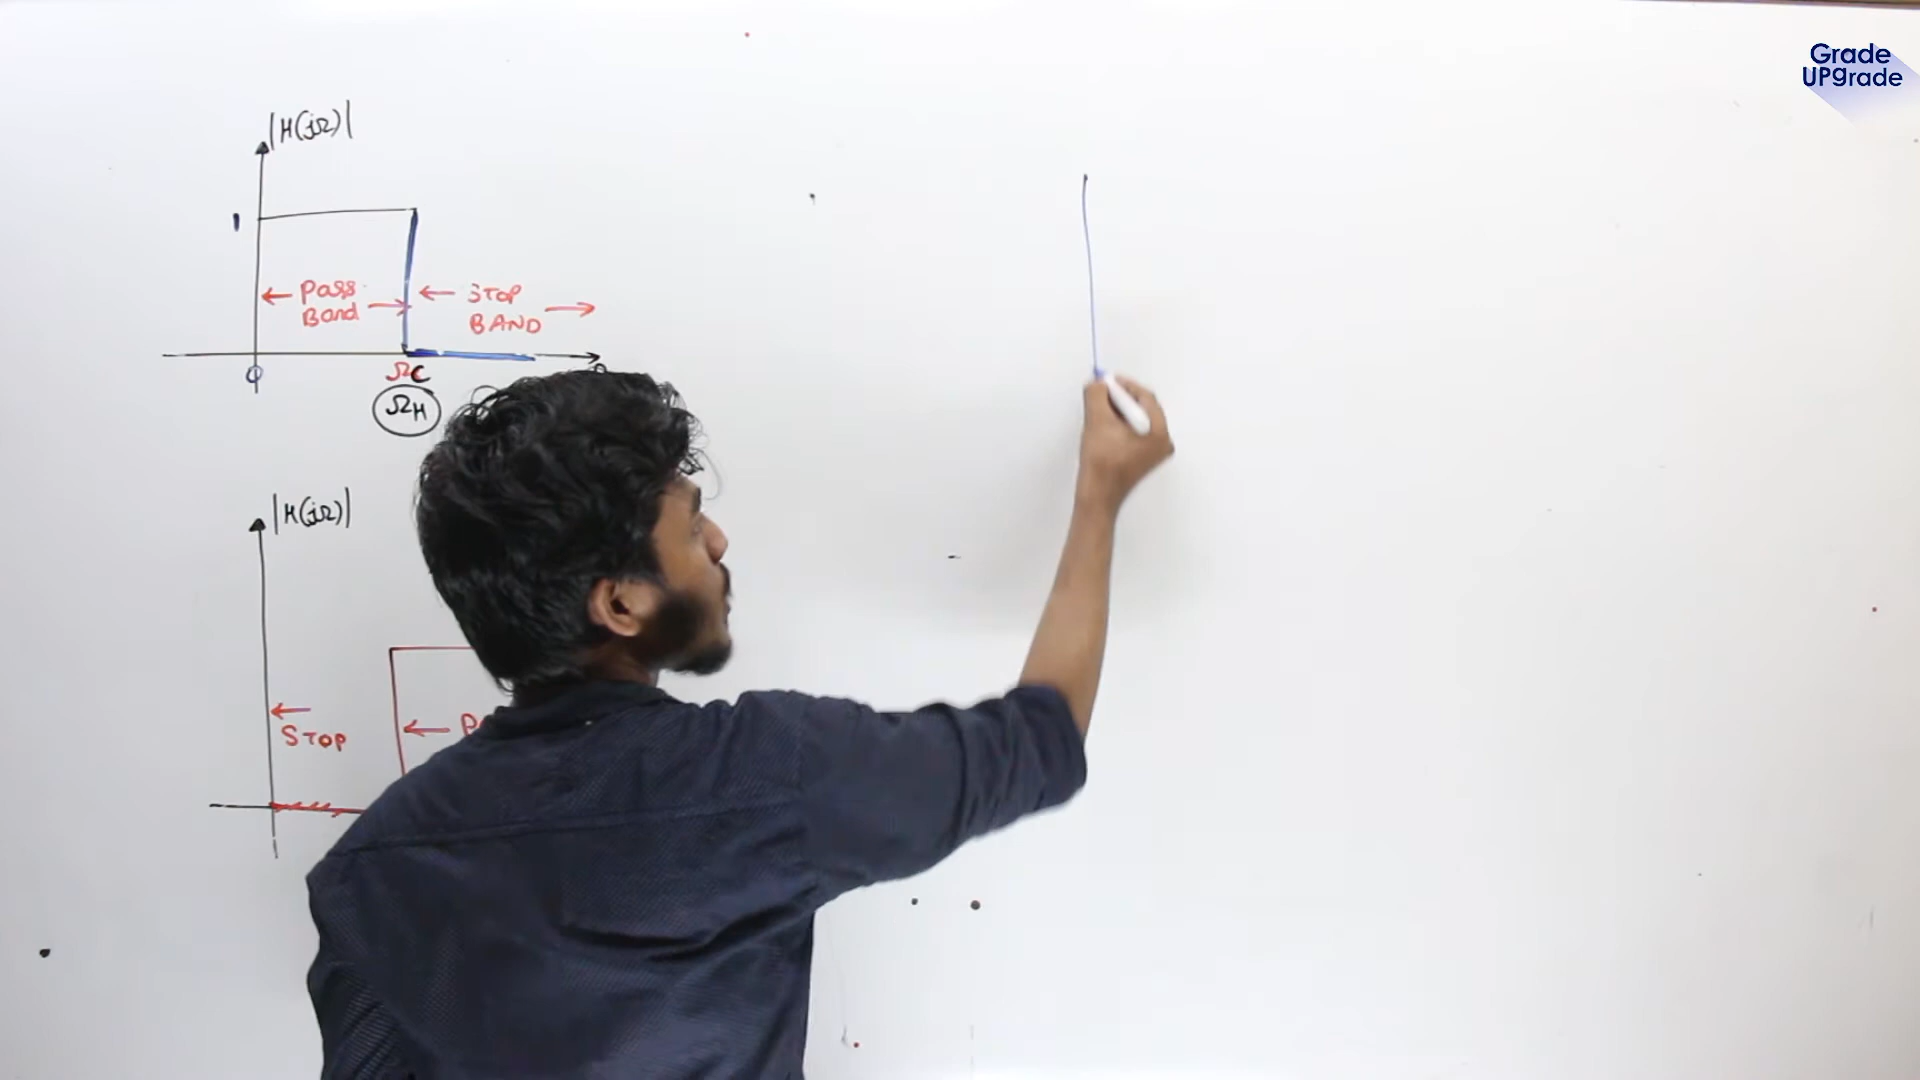 Grade
UPgrade
|H(jΩ)|
1
Pass
Band
STOP
BAND
0
Ωc
ΩH
|H(jΩ)|
STOP